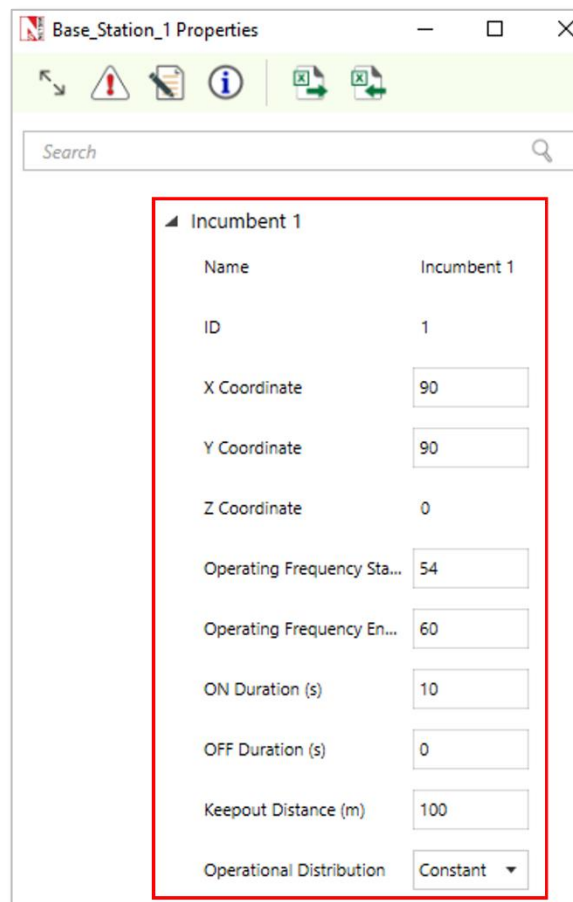 Base_Station_1 Properties
Search
Incumbent 1
Name Incumbent 1
ID 1
X Coordinate 90
Y Coordinate 90
Z Coordinate 0
Operating Frequency Sta... 54
Operating Frequency En... 60
ON Duration (s) 10
OFF Duration (s) 0
Keepout Distance (m) 100
Operational Distribution Constant